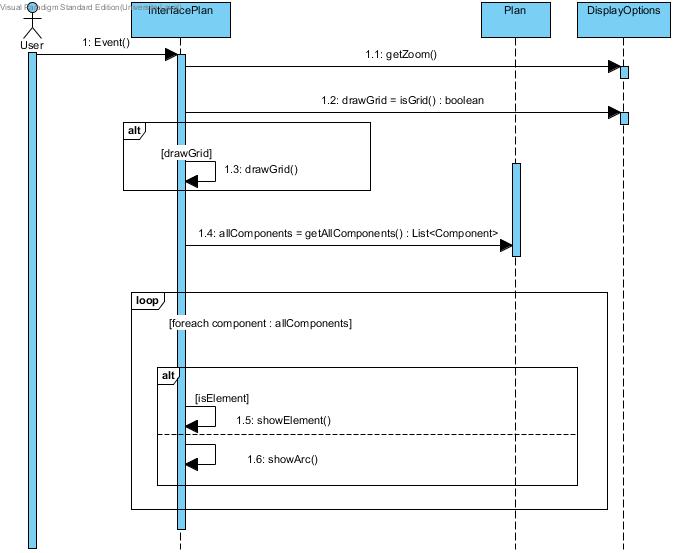 Visual Paradigm Standard Edition(Univers
InterfacePlan
Plan
DisplayOptions
User
1: Event()
1.1: getZoom()
1.2: drawGrid = isGrid() : boolean
alt
[drawGrid]
1.3: drawGrid()
1.4: allComponents = getAllComponents() : List<Component>
loop
[foreach component : allComponents]
alt
[isElement]
1.5: showElement()
1.6: showArc()